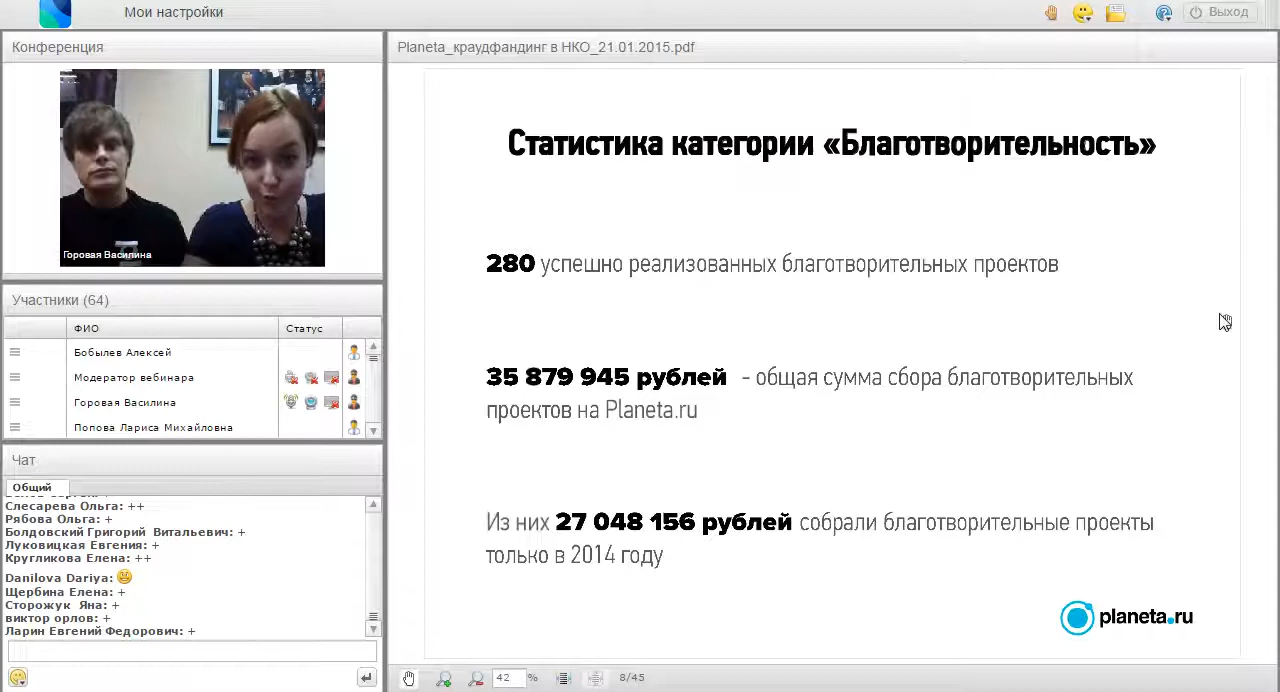 Мои настройки
Выход
Конференция
Горовая Василина
Участники (64)
ФИО
Статус
Бобылев Алексей
Модератор вебинара
Горовая Василина
Попова Лариса Михайловна
Чат
Общий
Слесарева Ольга: ++
Рябова Ольга: +
Болдовский Григорий Витальевич: +
Луковицкая Евгения: +
Кругликова Елена: ++
Danilova Dariya:
Щербина Елена: +
Сторожук Яна: +
виктор орлов: +
Ларин Евгений Федорович: +
Planeta_краудфандинг в НКО_21.01.2015.pdf
Статистика категории «Благотворительность»
280 успешно реализованных благотворительных проектов
35 879 945 рублей - общая сумма сбора благотворительных
проектов на Planeta.ru
Из них 27 048 156 рублей собрали благотворительные проекты
только в 2014 году
planeta.ru
42 %
8/45